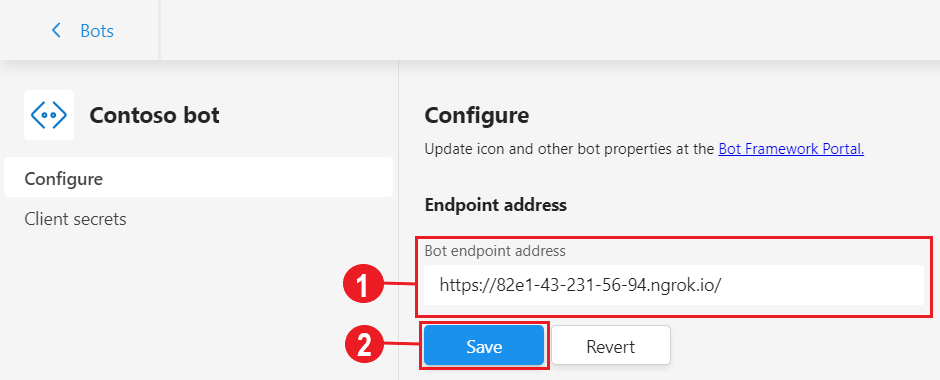 Bots
Contoso bot
Configure
Client secrets
Configure
Update icon and other bot properties at the Bot Framework Portal.
Endpoint address
Bot endpoint address
1
https://82e1-43-231-56-94.ngrok.io/
2
Save
Revert